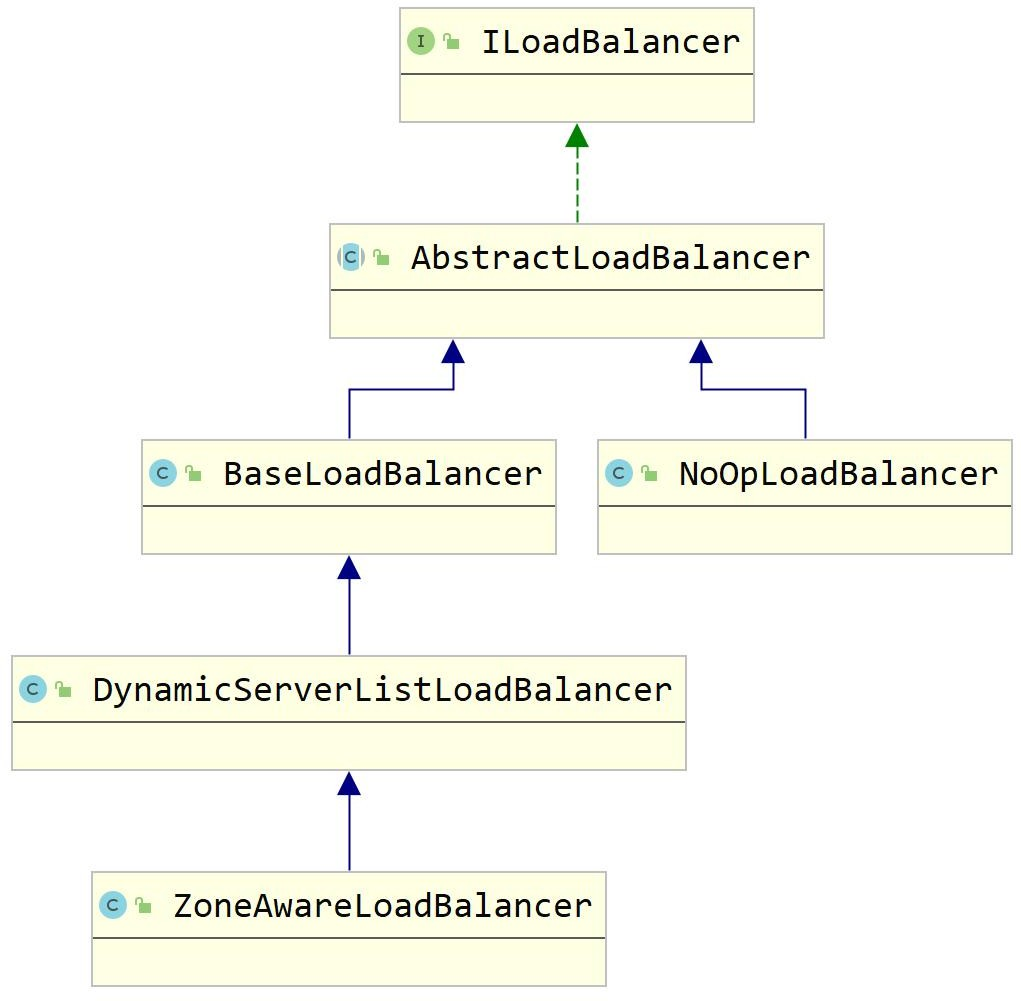 I ILoadBalancer
C AbstractLoadBalancer
C BaseLoadBalancer
C NoOpLoadBalancer
C DynamicServerListLoadBalancer
C ZoneAwareLoadBalancer